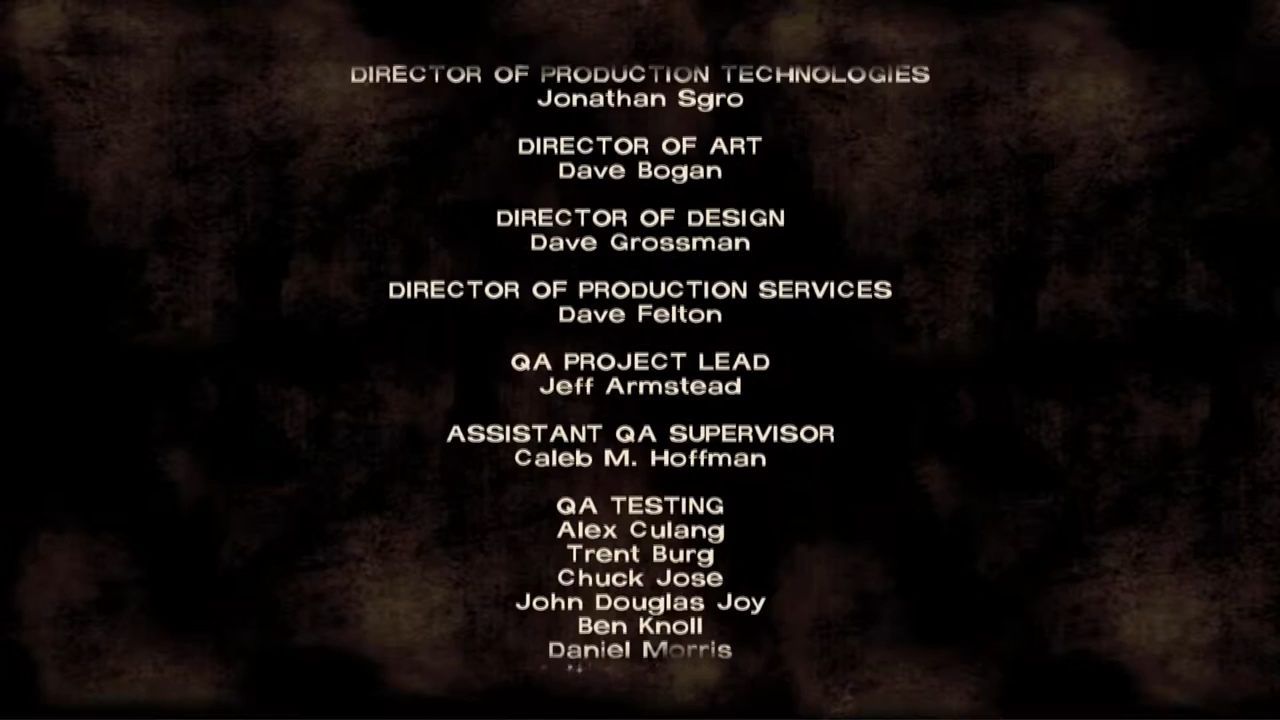 DIRECTOR OF PRODUCTION TECHNOLOGIES
Jonathan Sgro
DIRECTOR OF ART
Dave Bogan
DIRECTOR OF DESIGN
Dave Grossman
DIRECTOR OF PRODUCTION SERVICES
Dave Felton
QA PROJECT LEAD
Jeff Armstead
ASSISTANT QA SUPERVISOR
Caleb M. Hoffman
QA TESTING
Alex Culang
Trent Burg
Chuck Jose
John Douglas Joy
Ben Knoll
Daniel Morris